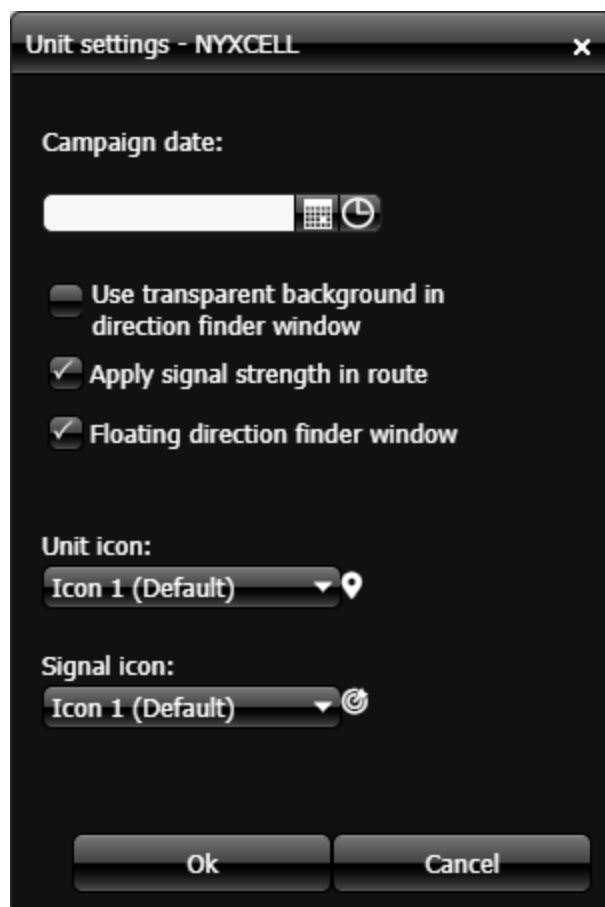 Unit settings - NYXCELL
Campaign date:
Use transparent background in
direction finder window
Apply signal strength in route
Floating direction finder window
Unit icon:
Icon 1 (Default)
Signal icon:
Icon 1 (Default)
Ok Cancel